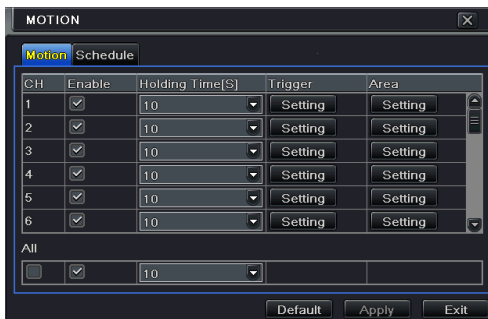 MOTION
Motion Schedule
CH Enable Holding Time[S] Trigger Area
1 10 Setting Setting
2 10 Setting Setting
3 10 Setting Setting
4 10 Setting Setting
5 10 Setting Setting
6 10 Setting Setting
All
10
Default Apply Exit